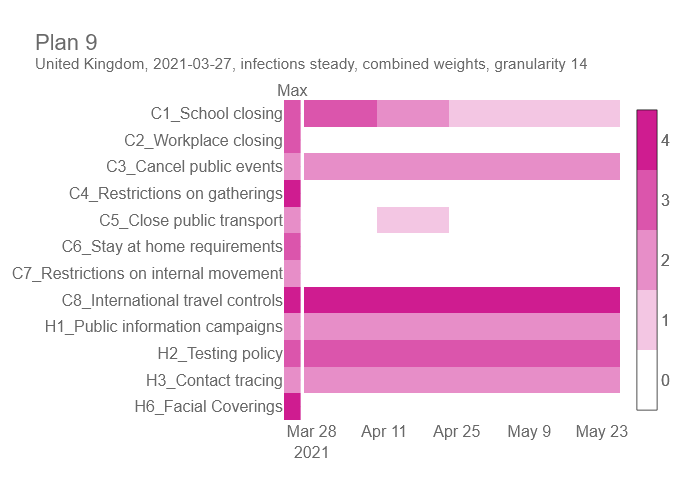 Plan 9
United Kingdom, 2021-03-27, infections steady, combined weights, granularity 14
Max
C1_School closing
C2_Workplace closing
C3_Cancel public events
C4_Restrictions on gatherings
C5_Close public transport
C6_Stay at home requirements
C7_Restrictions on internal movement
C8_International travel controls
H1_Public information campaigns
H2_Testing policy
H3_Contact tracing
H6_Facial Coverings
4
3
2
1
0
Mar 28 Apr 11 Apr 25 May 9 May 23
2021